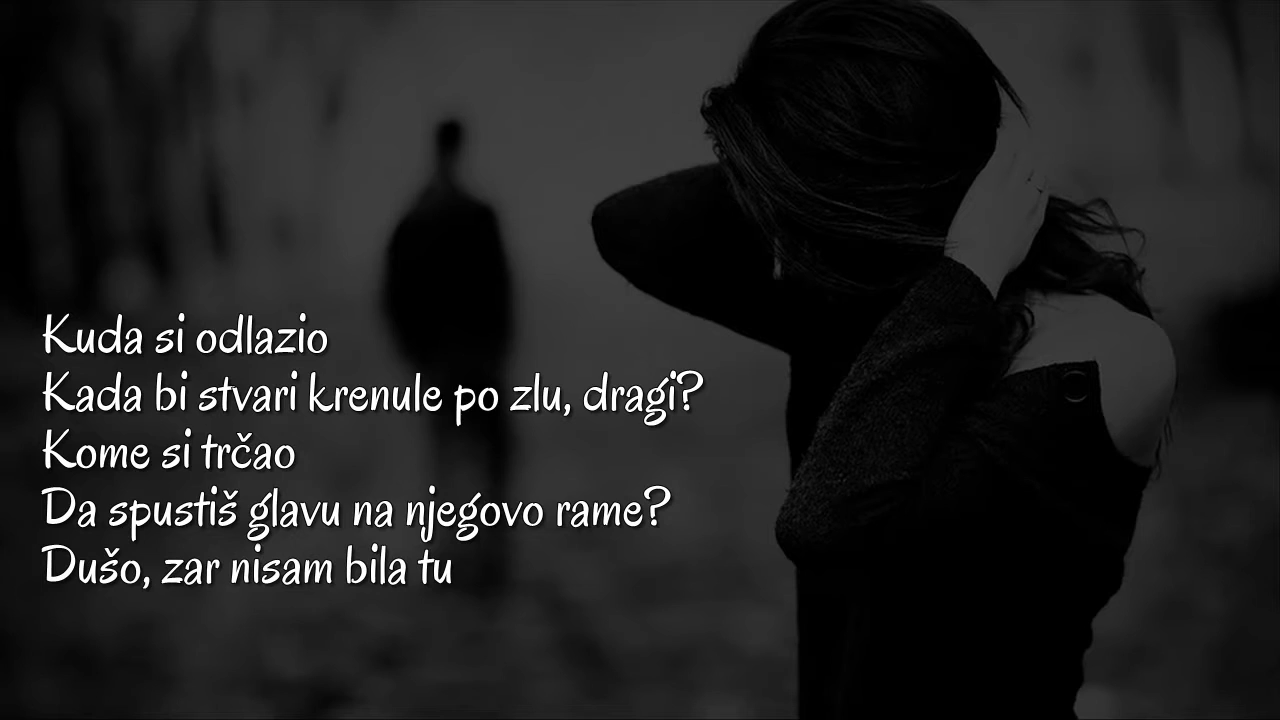 Kuda si odlazio
Kada bi stvari krenule po zlu, dragi?
Kome si trčao
Da spustiš glavu na njegovo rame?
Dušo, zar nisam bila tu